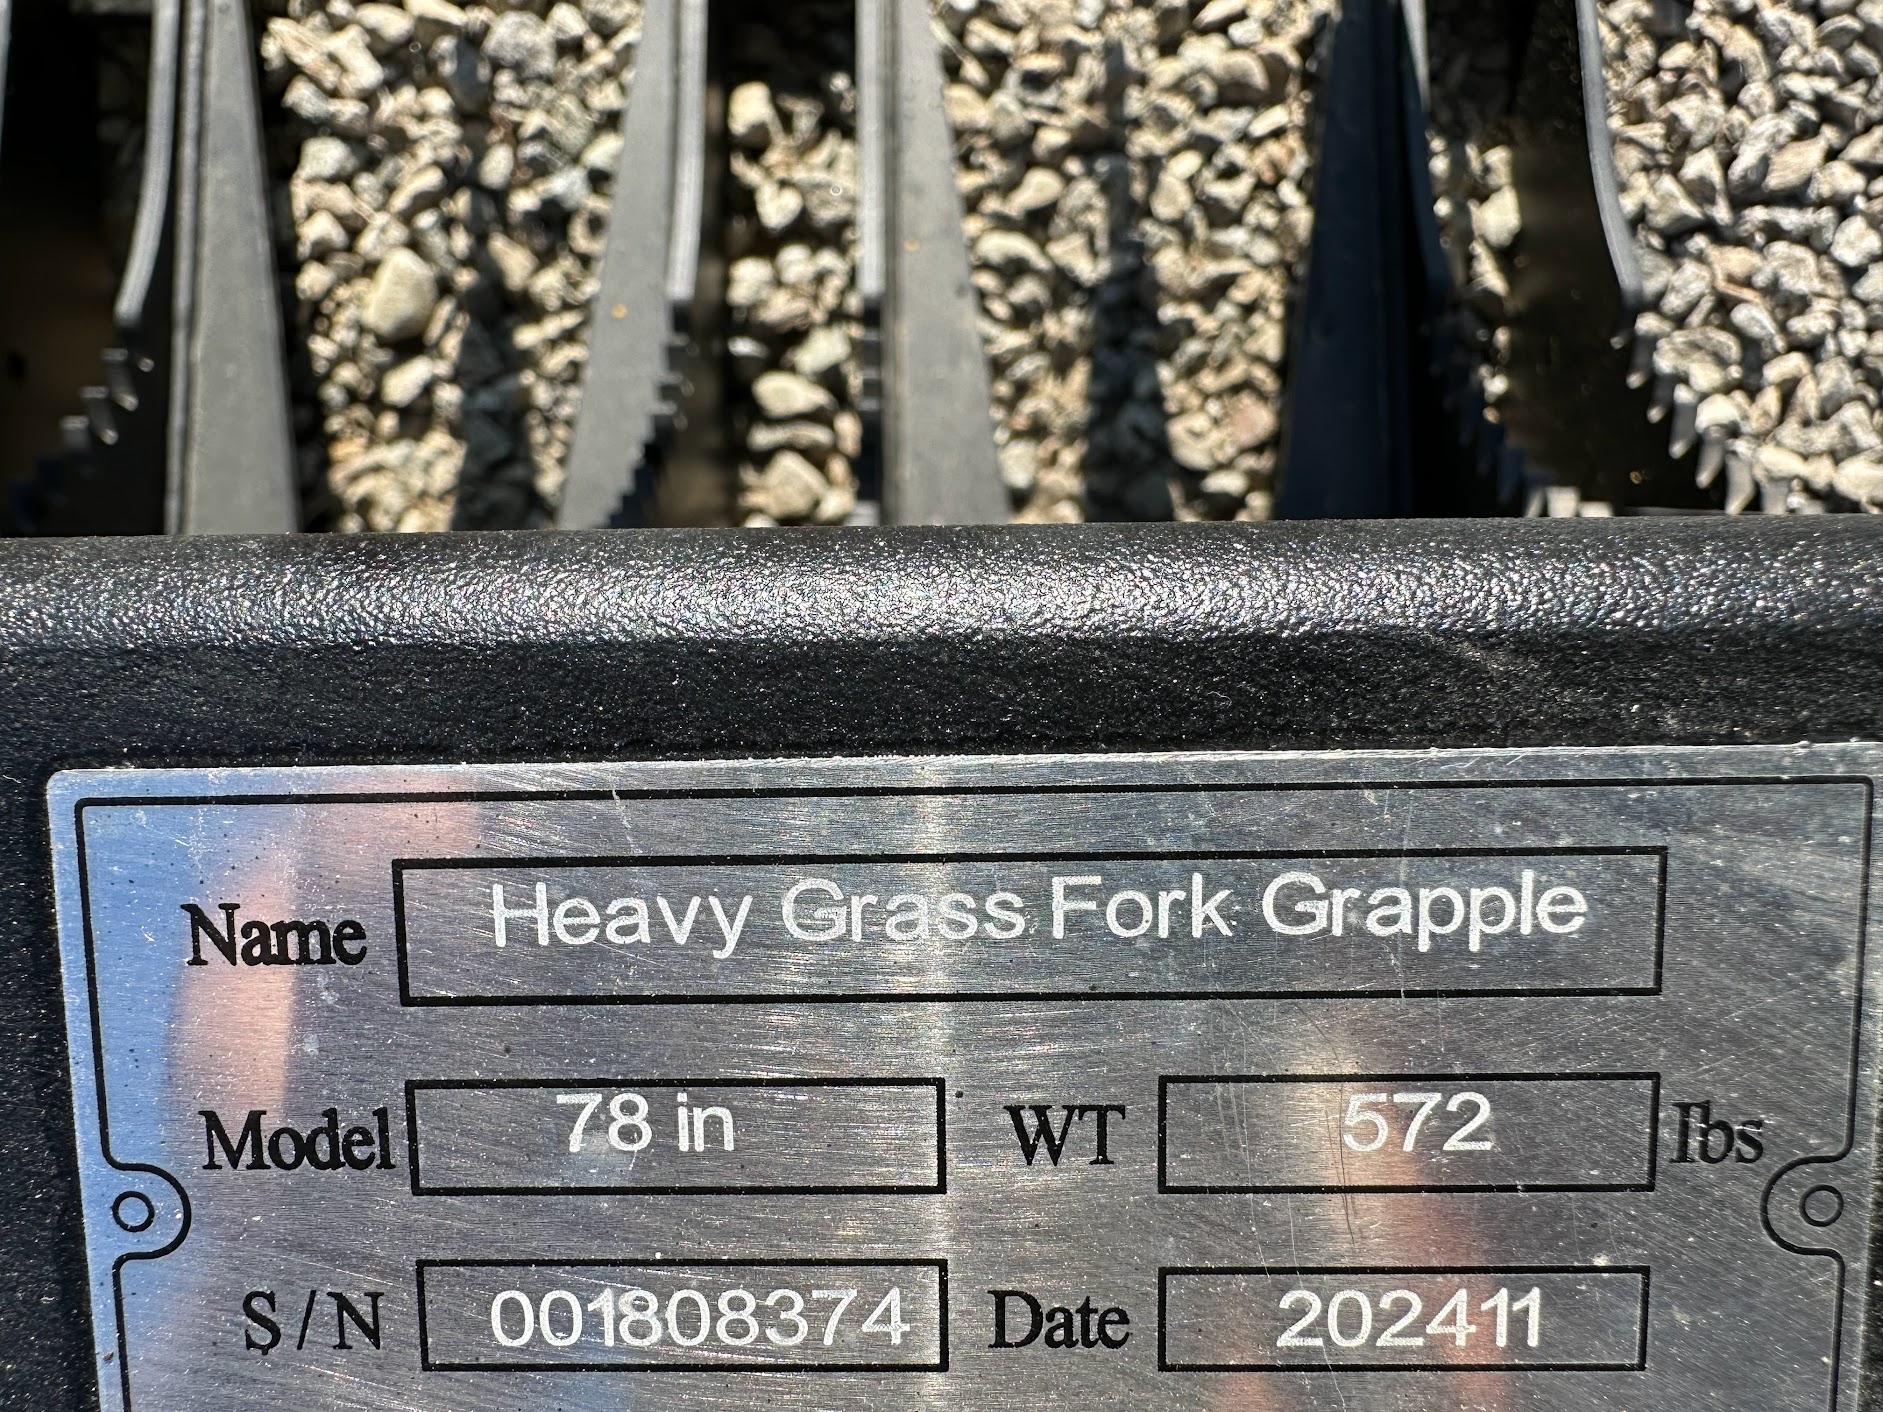 Name Heavy Grass Fork Grapple
Model 78 in WT 572 lbs
S/N 001808374 Date 202411